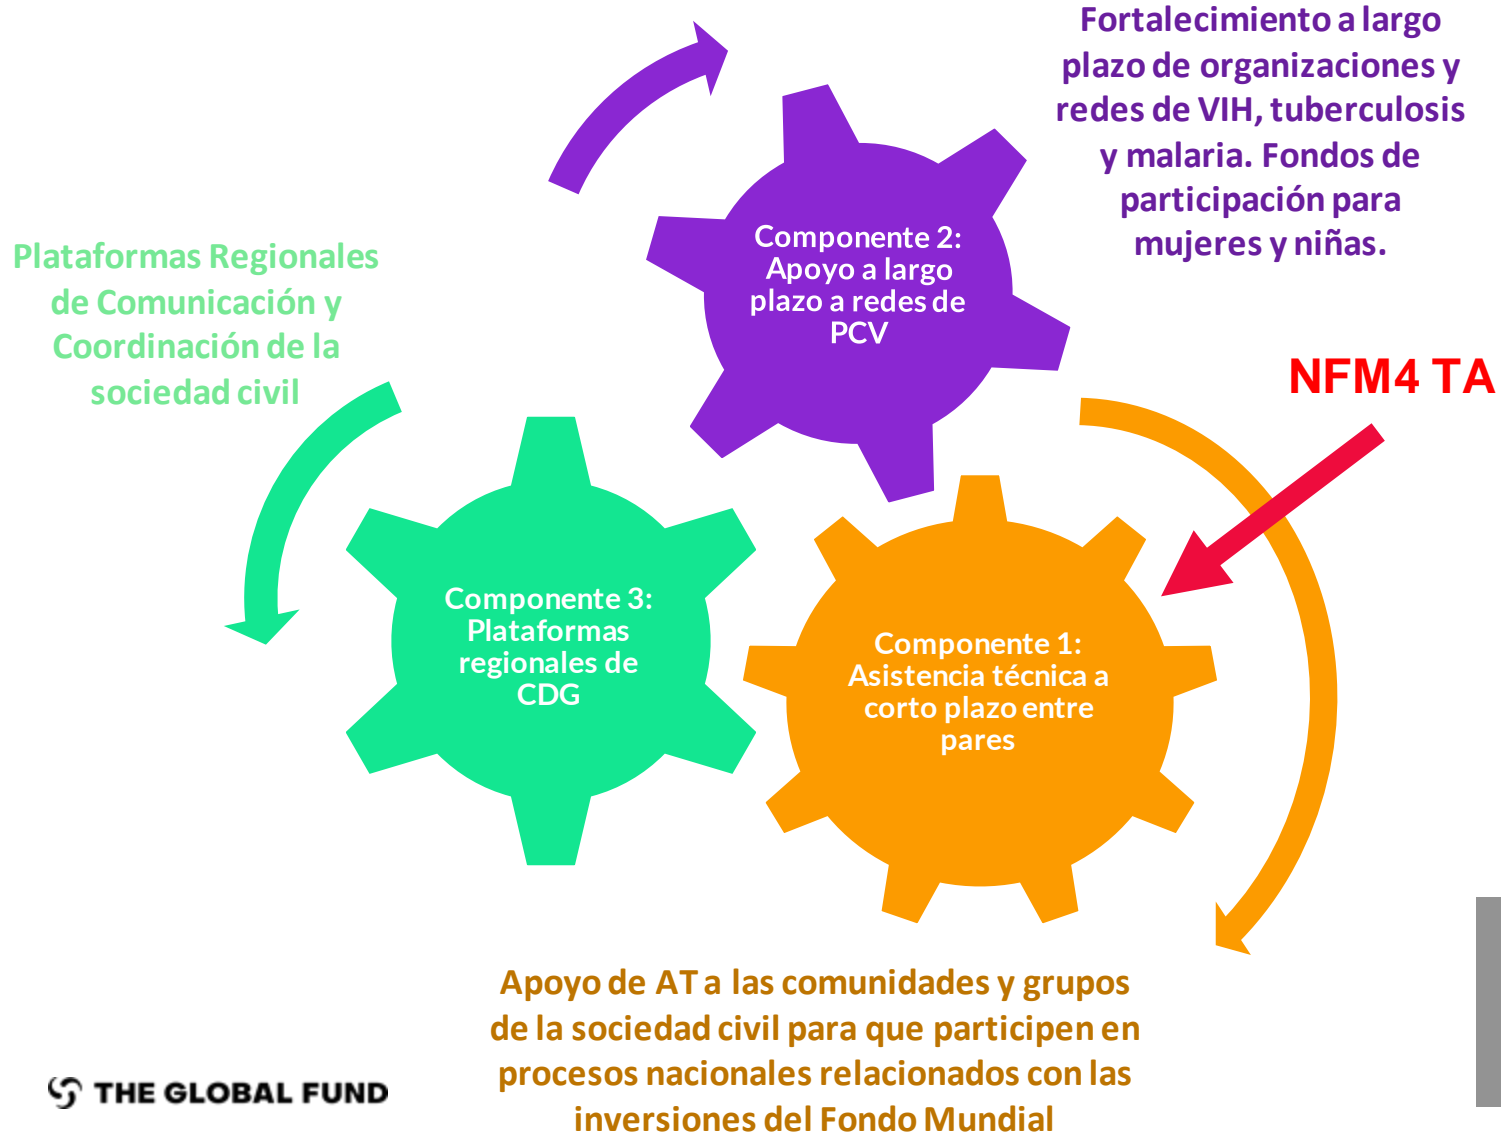 Fortalecimiento a largo
plazo de organizaciones y
redes de VIH, tuberculosis
y malaria. Fondos de
participación para
mujeres y niñas.
Componente 2:
Apoyo a largo
plazo a redes de
PCV
Plataformas Regionales
de Comunicación y
Coordinación de la
sociedad civil
NFM4 TA
Componente 3:
Plataformas
regionales de
CDG
Componente 1:
Asistencia técnica a
corto plazo entre
pares
Apoyo de AT a las comunidades y grupos
de la sociedad civil para que participen en
procesos nacionales relacionados con las
inversiones del Fondo Mundial
THE GLOBAL FUND